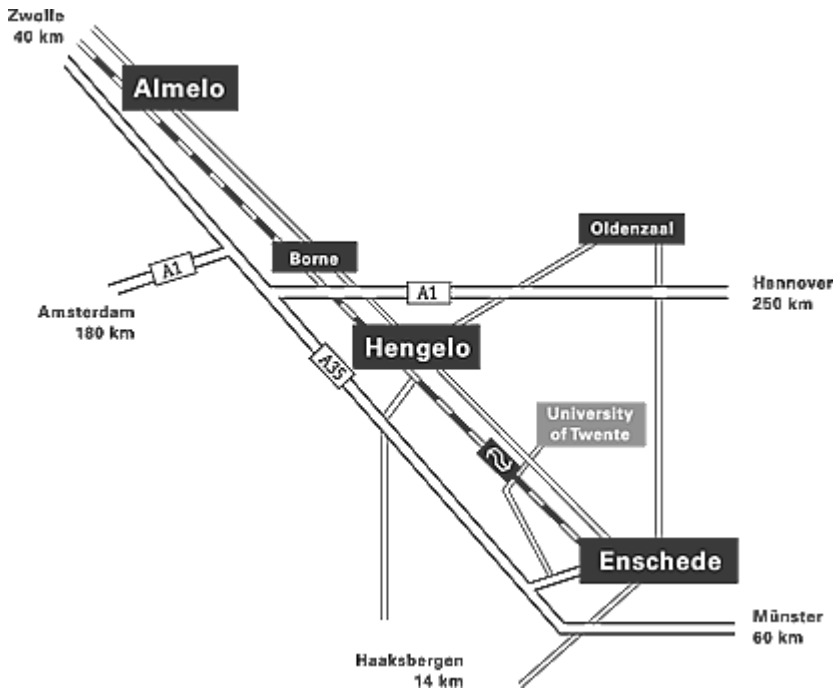 Zwolle
40 km
Almelo
Oldenzaal
Borne
A1
A1
Hannover
250 km
Amsterdam
180 km
Hengelo
A35
University
of Twente
Enschede
Münster
60 km
Haaksbergen
14 km